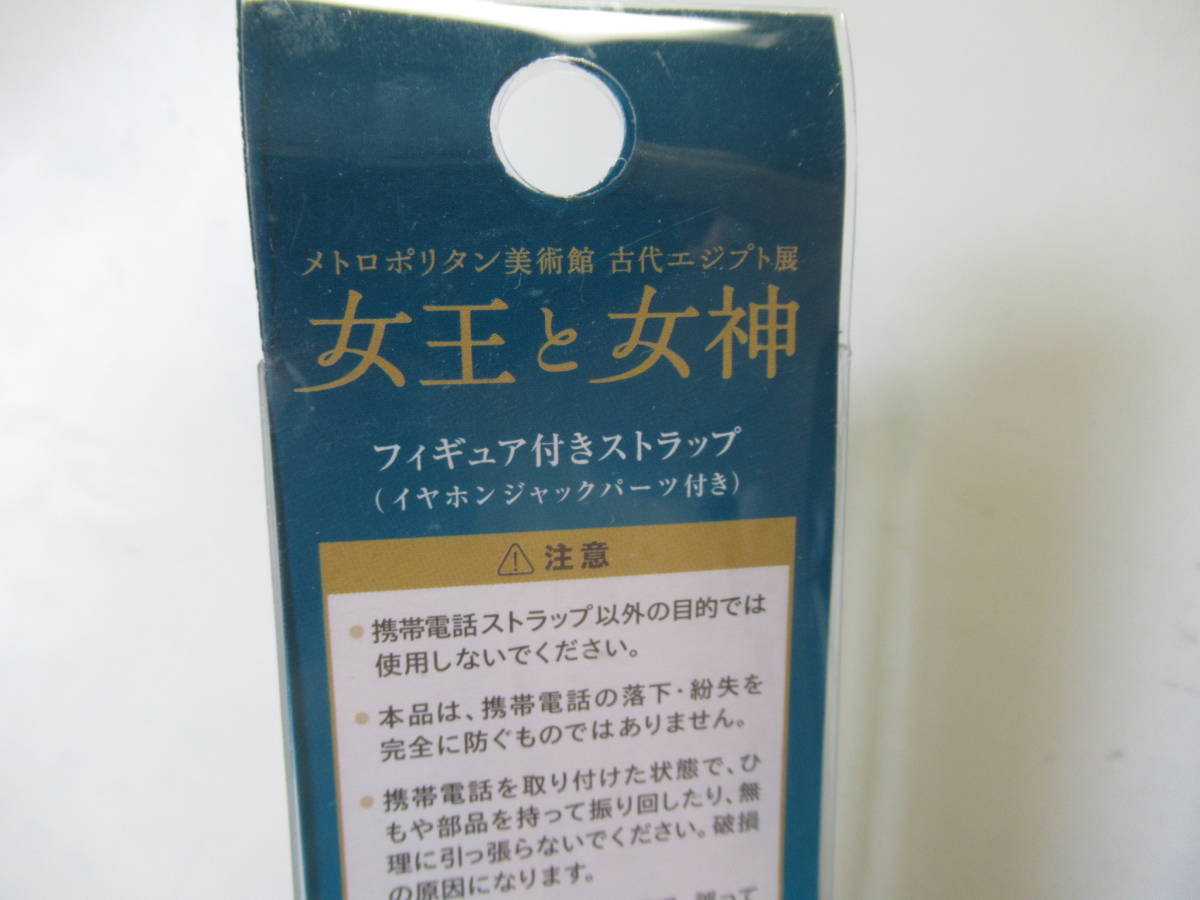 メトロポリタン美術館 古代エジプト展
女王と女神
フィギュア付きストラップ
(イヤホンジャックパーツ付き)
注意
● 携帯電話ストラップ以外の目的では
使用しないでください。
● 本品は、携帯電話の落下・紛失を
完全に防ぐものではありません。
● 携帯電話を取り付けた状態で、ひ
もや部品を持って振り回したり、無
理に引っ張らないでください。破損
の原因になります。